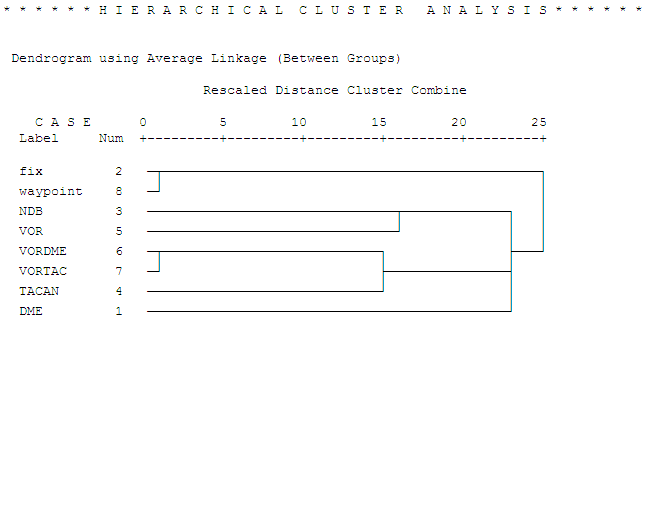 * * * * * * H I E R A R C H I C A L   C L U S T E R   A N A L Y S I S * * * * * *
Dendrogram using Average Linkage (Between Groups)
Rescaled Distance Cluster Combine
C A S E      0         5        10        15        20        25
Label     Num  +---------+---------+---------+---------+---------+
fix         2
waypoint    8
NDB         3
VOR         5
VORDME      6
VORTAC      7
TACAN       4
DME         1